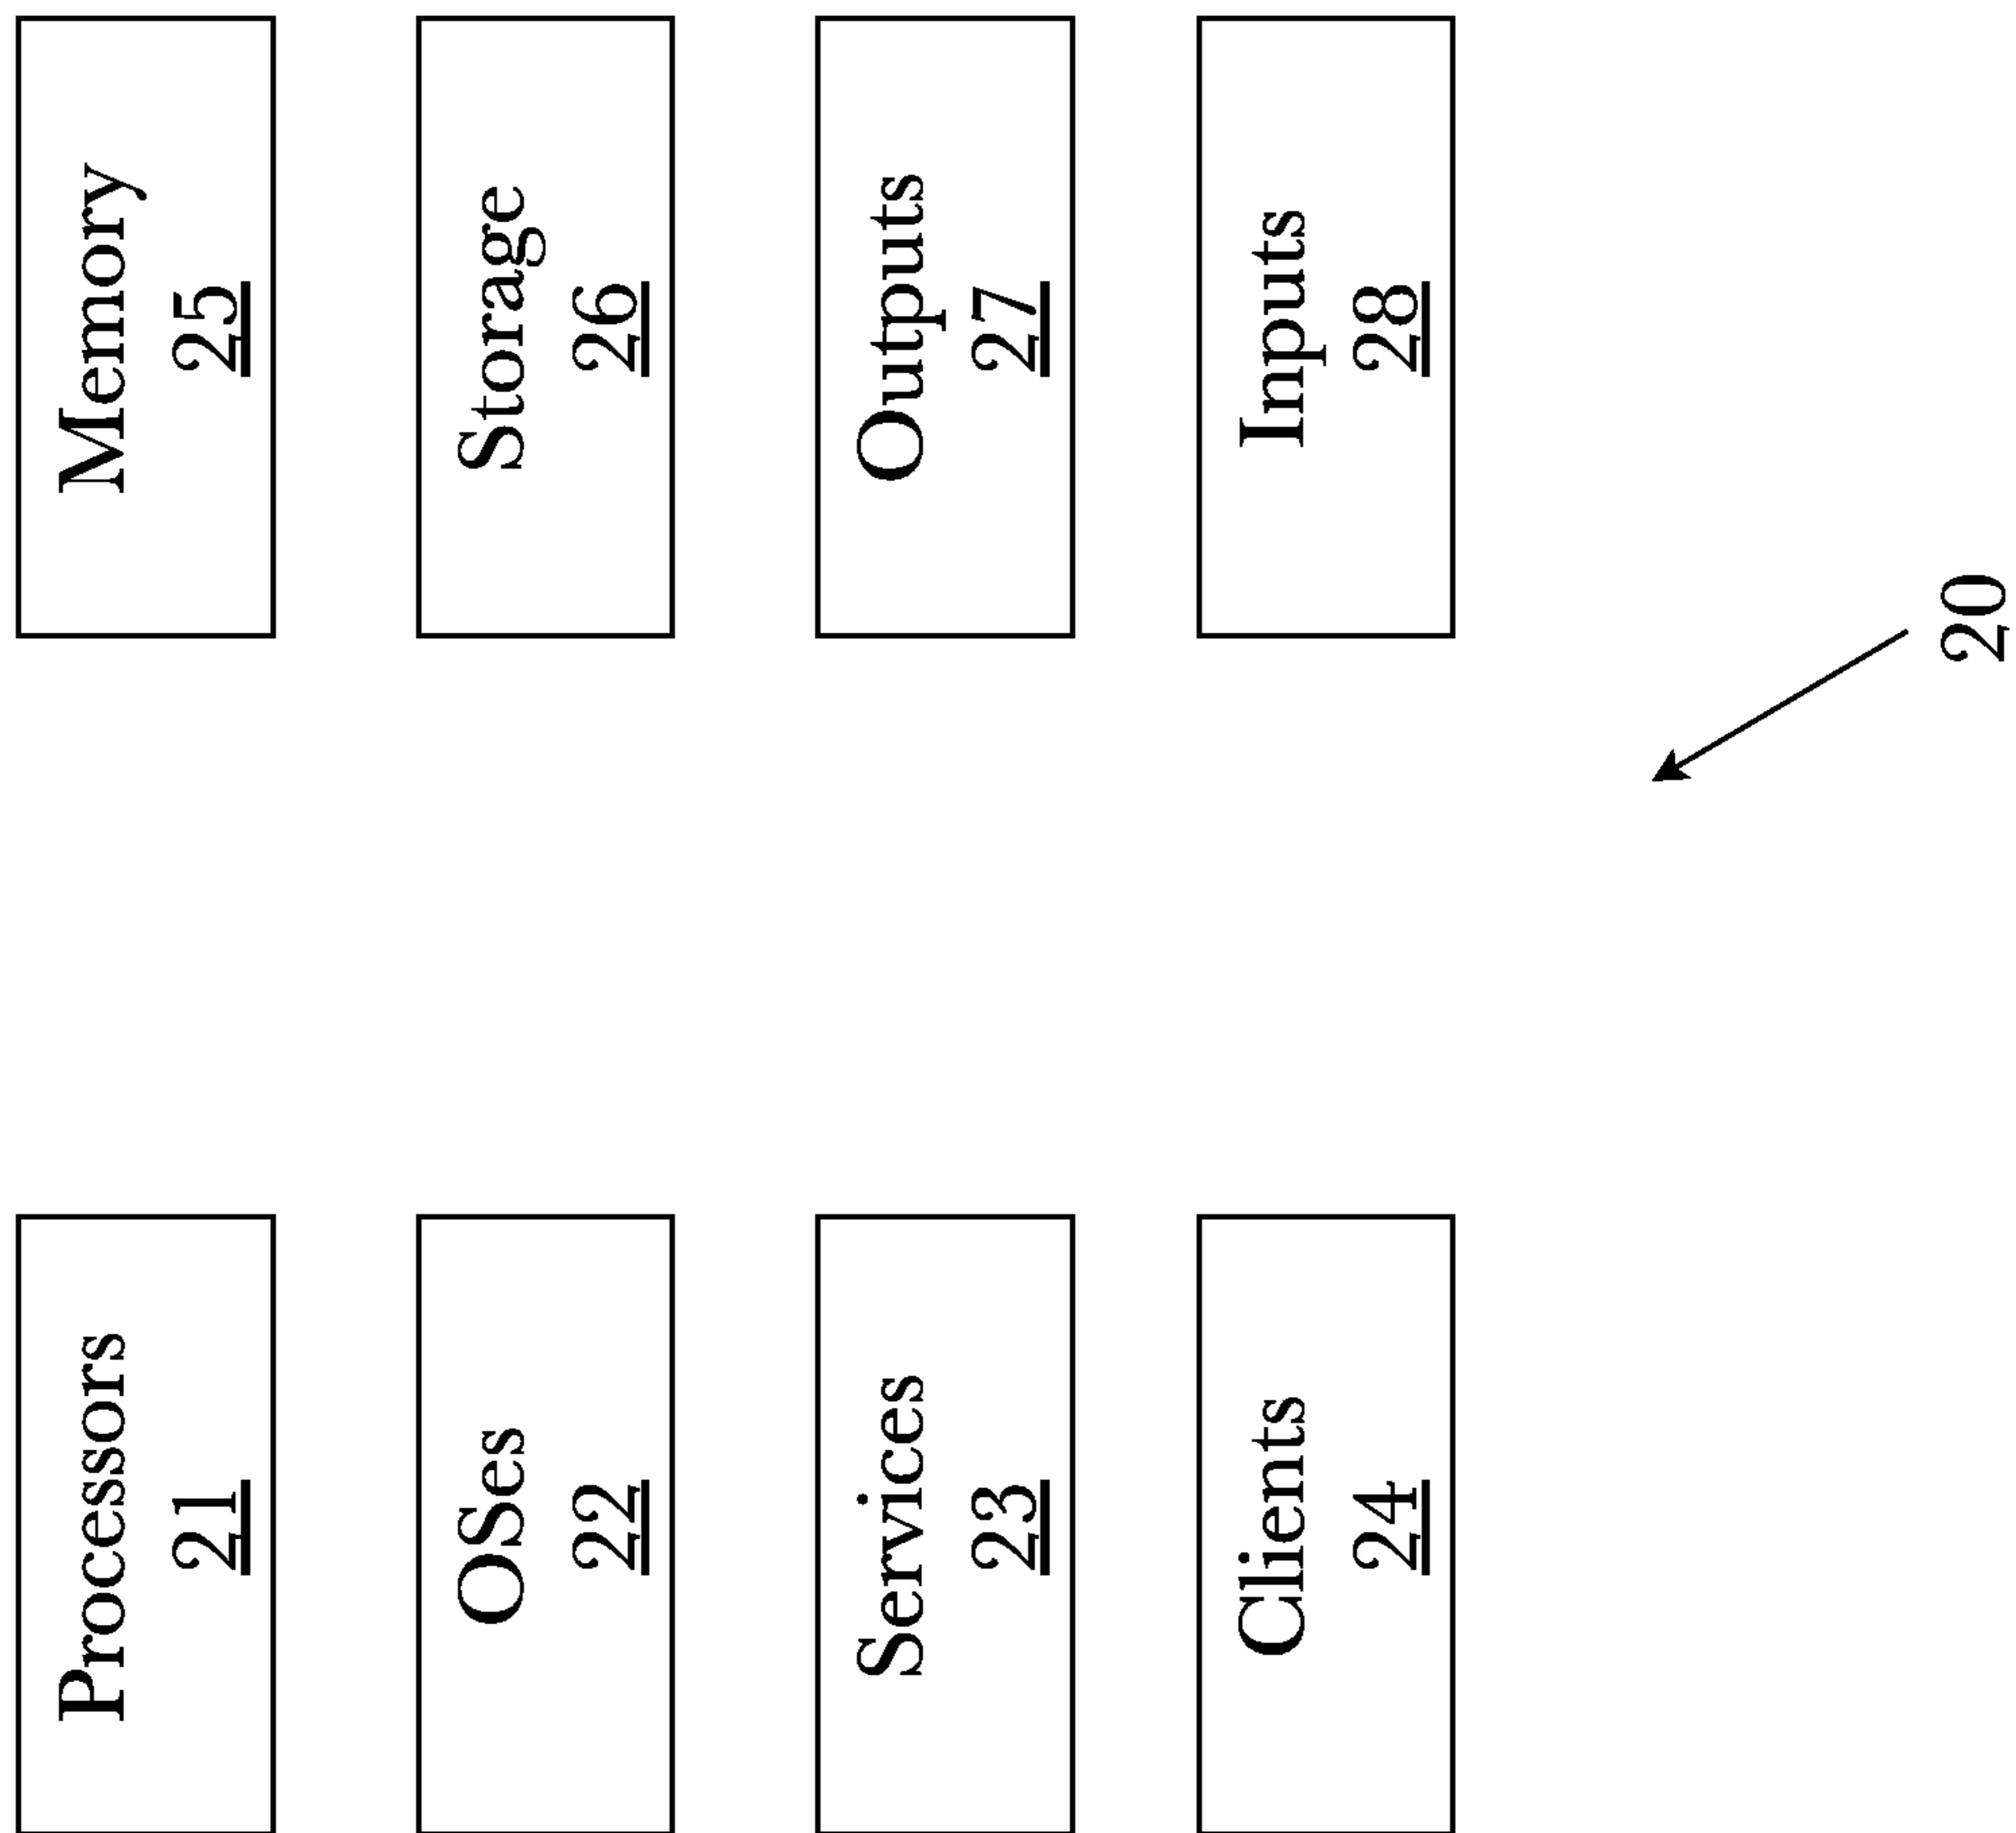 Processors
21
Memory
25
OSes
22
Storage
26
Services
23
Outputs
27
Clients
24
Inputs
28
20